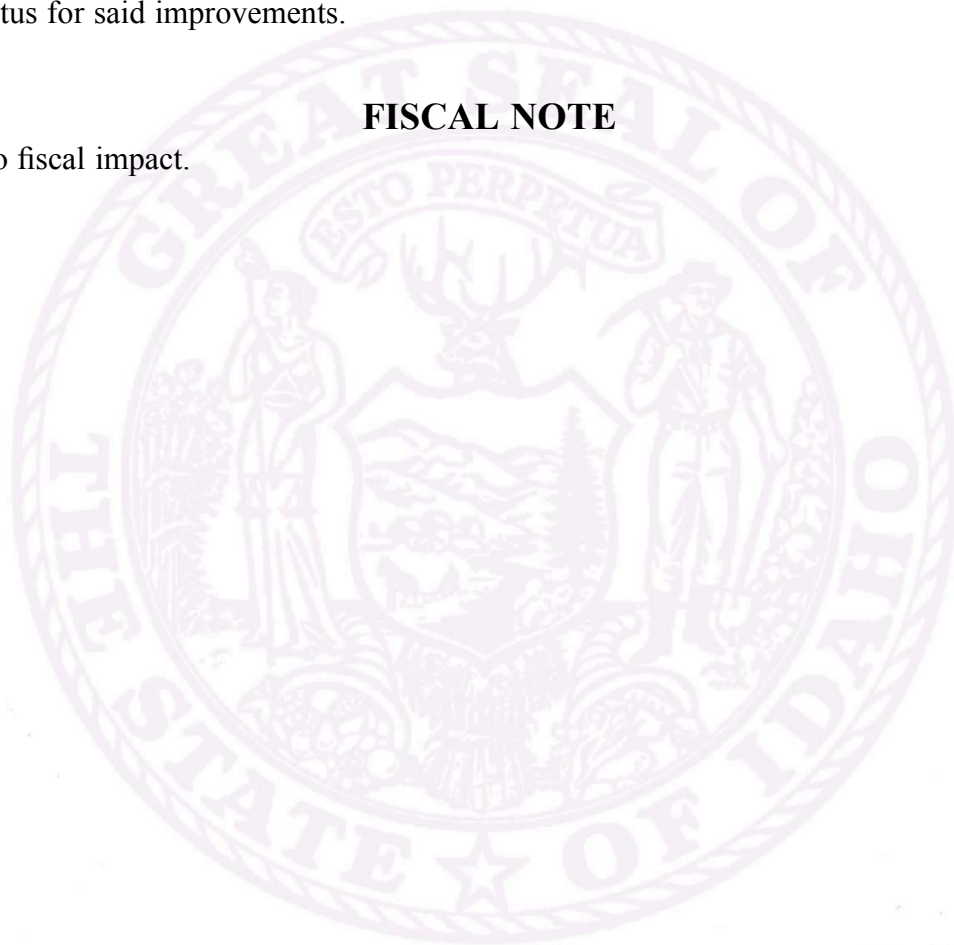 tus for said improvements.
FISCAL NOTE
o fiscal impact.
GREAT SEAL OF
ESTO PERPETUA
THE STATE OF IDAHO